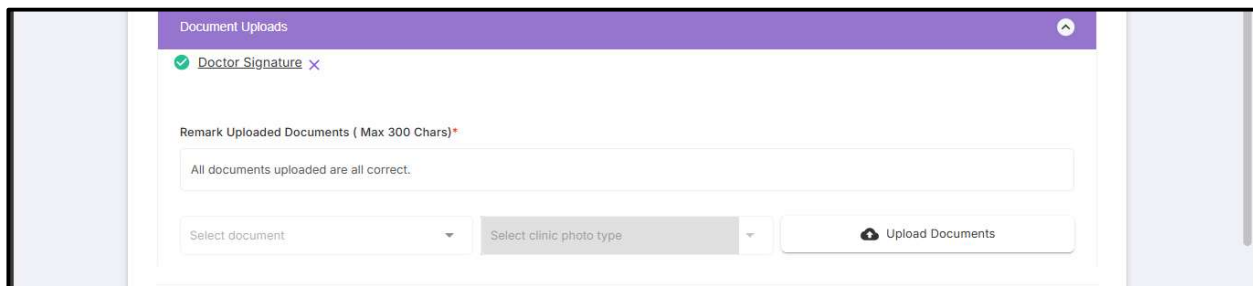 Document Uploads
Doctor Signature
Remark Uploaded Documents ( Max 300 Chars)*
All documents uploaded are all correct.
Select document Select clinic photo type Upload Documents